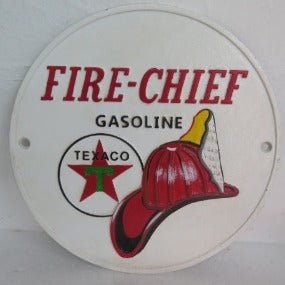 FIRE-CHIEF
GASOLINE
TEXACO
T